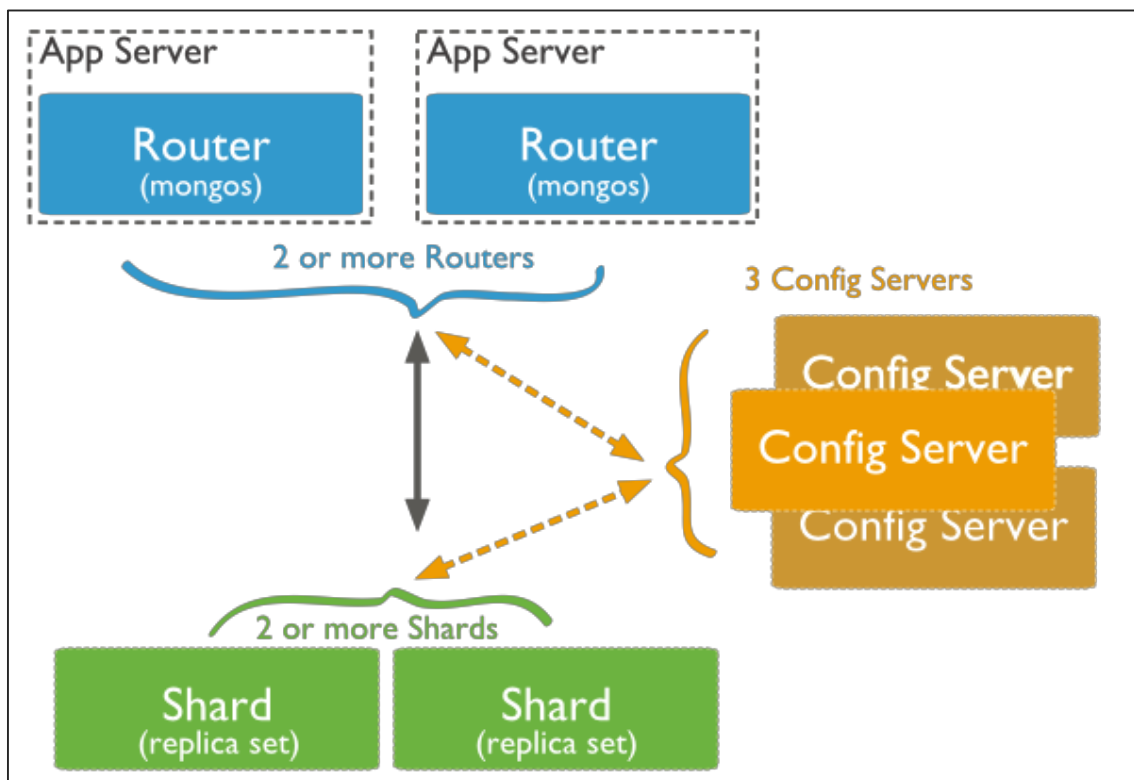 App Server
Router
(mongos)
App Server
Router
(mongos)
2 or more Routers
3 Config Servers
Config Server
Config Server
Config Server
2 or more Shards
Shard
(replica set)
Shard
(replica set)